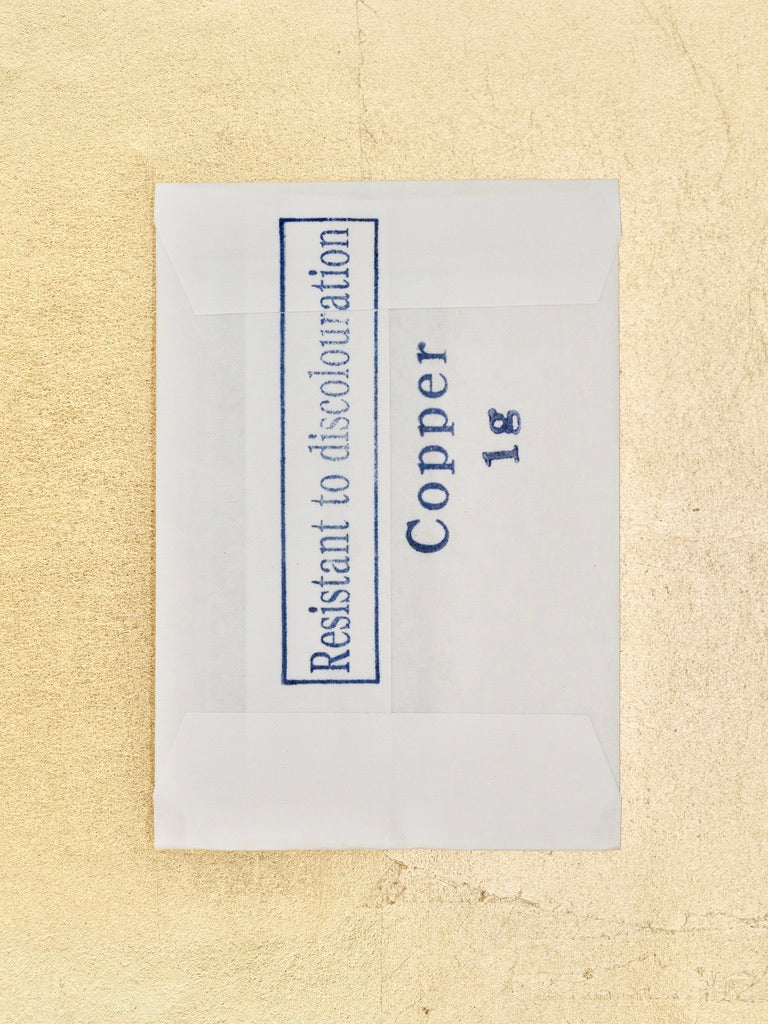 Resistant to discolouration
Copper
1g